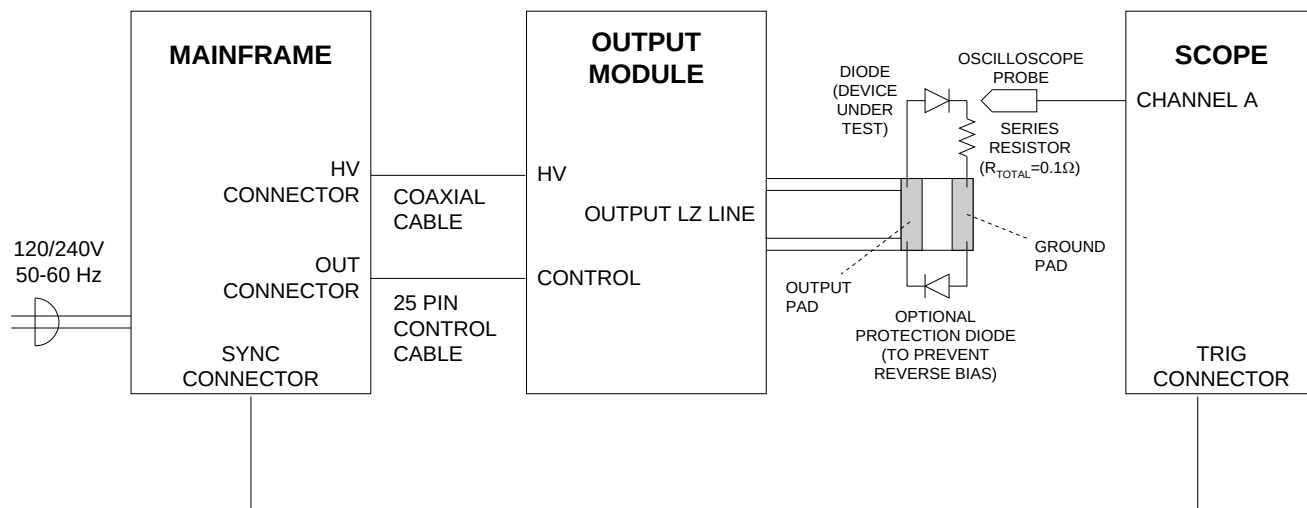 MAINFRAME
HV
CONNECTOR
OUT
CONNECTOR
SYNC
CONNECTOR
120/240V
50-60 Hz
COAXIAL
CABLE
25 PIN
CONTROL
CABLE
OUTPUT
MODULE
HV
OUTPUT LZ LINE
CONTROL
DIODE
(DEVICE
UNDER
TEST)
OSCILLOSCOPE
PROBE
SERIES
RESISTOR
(R_TOTAL=0.1Ω)
OUTPUT
PAD
GROUND
PAD
OPTIONAL
PROTECTION DIODE
(TO PREVENT
REVERSE BIAS)
SCOPE
CHANNEL A
TRIG
CONNECTOR